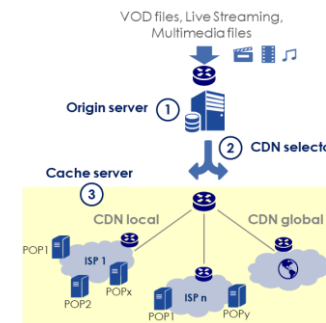 VOD files, Live Streaming,
Multimedia files
Origin server 1
2 CDN selecto
Cache server
3
CDN local
CDN global
POP1
ISP 1
POPx
POP2
ISP n
POP1
POPy